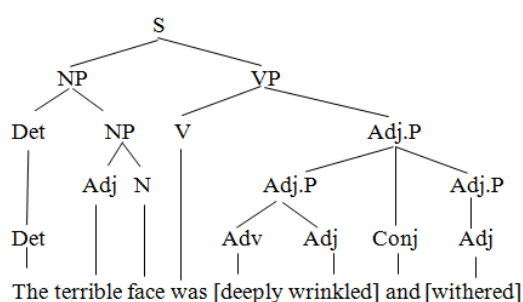 S
NP VP
Det NP V Adj.P
Adj N Adj.P Adj.P
Det Adv Adj Conj Adj
The terrible face was [deeply wrinkled] and [withered]